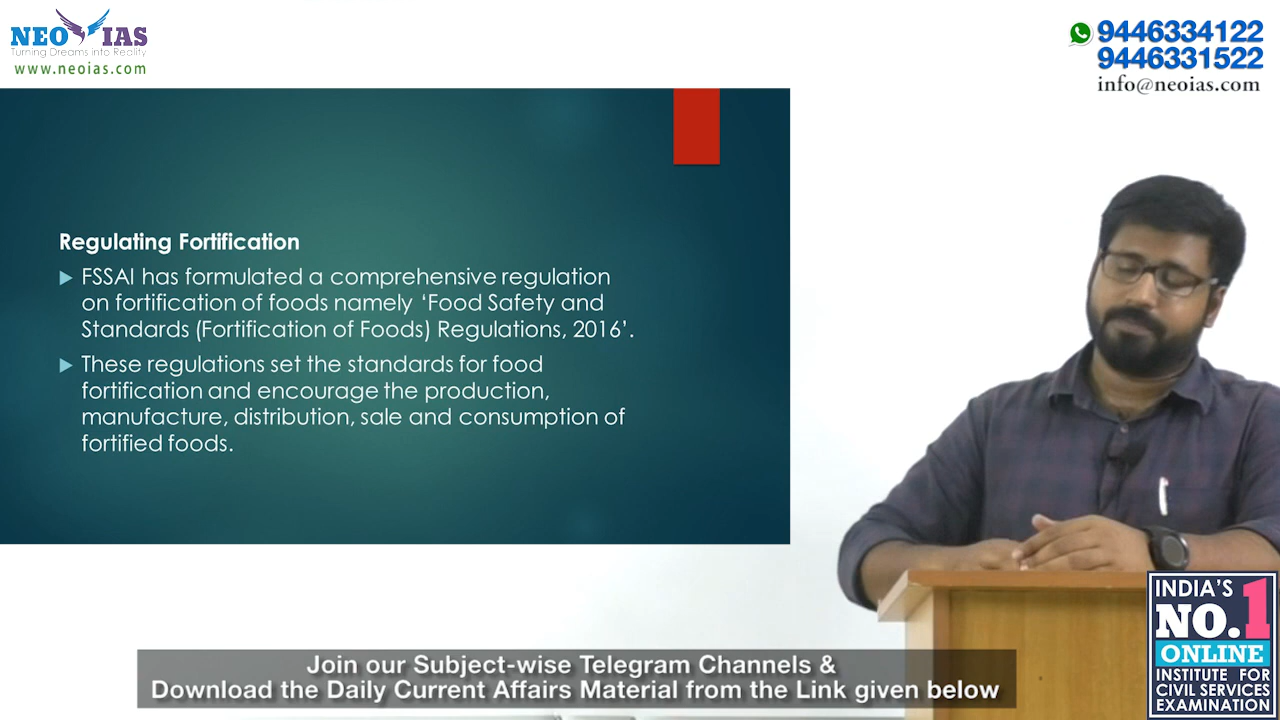 NEO IAS
Turning Dreams into Reality
www.neoias.com
9446334122
9446331522
info@neoias.com
Regulating Fortification
FSSAI has formulated a comprehensive regulation
on fortification of foods namely ‘Food Safety and
Standards (Fortification of Foods) Regulations, 2016’.
These regulations set the standards for food
fortification and encourage the production,
manufacture, distribution, sale and consumption of
fortified foods.
INDIA'S
NO.1
ONLINE
INSTITUTE FOR
CIVIL SERVICES
EXAMINATION
Join our Subject-wise Telegram Channels &
Download the Daily Current Affairs Material from the Link given below